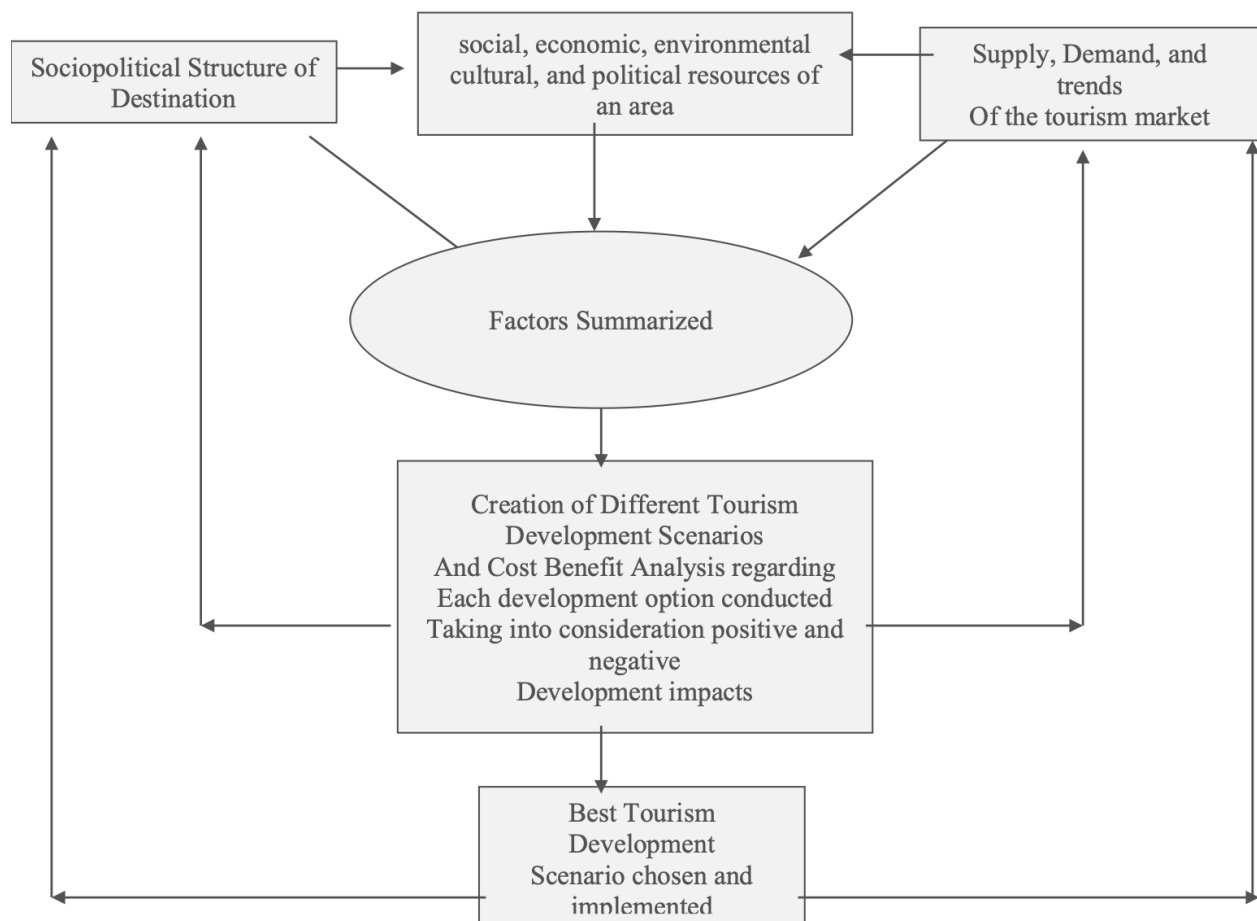 Sociopolitical Structure of
Destination
social, economic, environmental
cultural, and political resources of
an area
Supply, Demand, and
trends
Of the tourism market
Factors Summarized
Creation of Different Tourism
Development Scenarios
And Cost Benefit Analysis regarding
Each development option conducted
Taking into consideration positive and
negative
Development impacts
Best Tourism
Development
Scenario chosen and
implemented